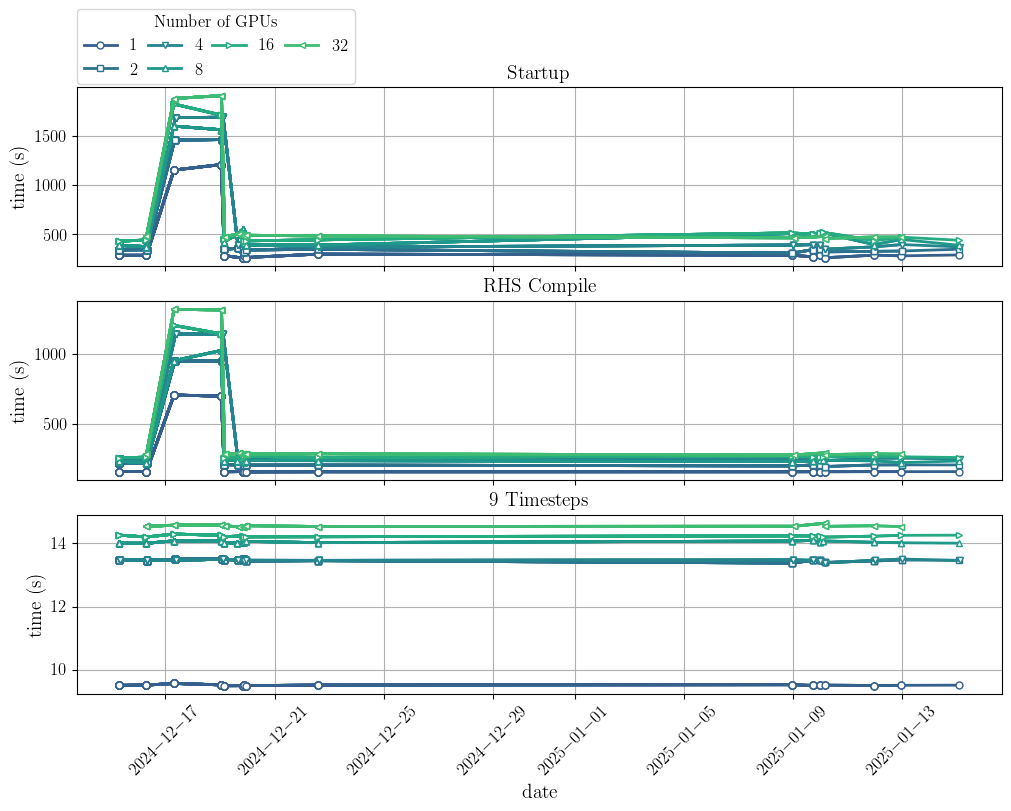 Number of GPUs
1 4 16 32
2 8
Startup
time (s)
1500
1000
500
RHS Compile
time (s)
1000
500
9 Timesteps
time (s)
14
12
10
2024−12−17 2024−12−21 2024−12−25 2024−12−29 2025−01−01 2025−01−05 2025−01−09 2025−01−13
date